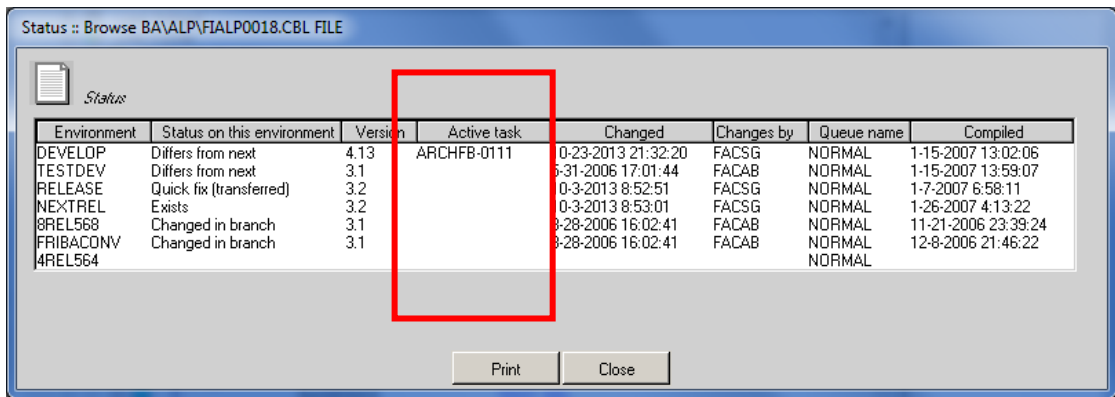 Status :: Browse BA\ALP\FIALP0018.CBL FILE
Status
Environment Status on this environment Version Active task Changed Changes by Queue name Compiled
DEVELOP Differs from next 4.13 ARCHFB-0111 10-23-2013 21:32:20 FACSG NORMAL 1-15-2007 13:02:06
TESTDEV Differs from next 3.1 5-31-2006 17:01:44 FACAB NORMAL 1-15-2007 13:59:07
RELEASE Quick fix (transferred) 3.2 10-3-2013 8:52:51 FACSG NORMAL 1-7-2007 6:58:11
NEXTREL Exists 3.2 10-3-2013 8:53:01 FACSG NORMAL 1-26-2007 4:13:22
8REL568 Changed in branch 3.1 8-28-2006 16:02:41 FACAB NORMAL 11-21-2006 23:39:24
FRIBACONV Changed in branch 3.1 8-28-2006 16:02:41 FACAB NORMAL 12-8-2006 21:46:22
4REL564 NORMAL
Print Close